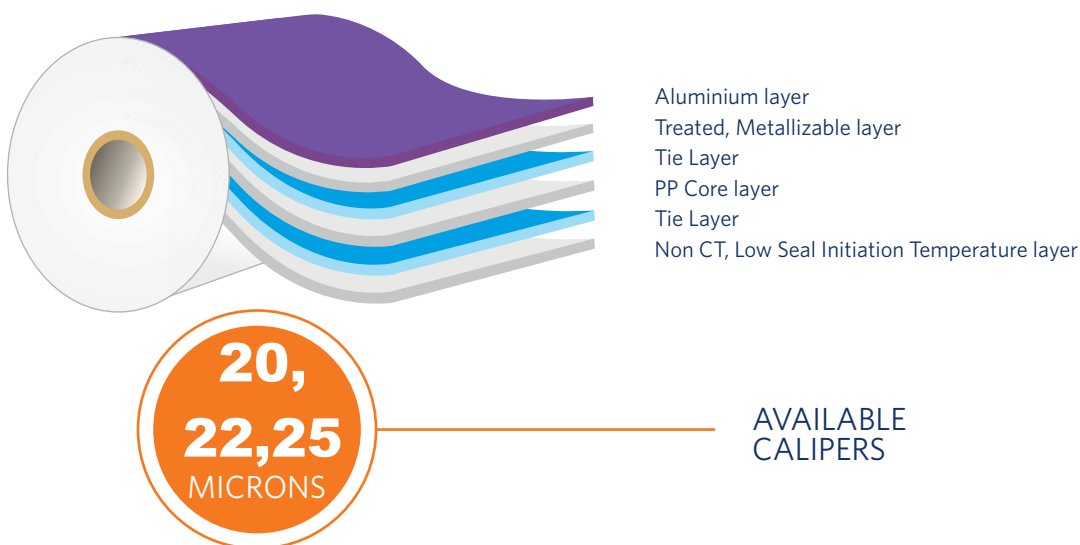 Aluminium layer
Treated, Metallizable layer
Tie Layer
PP Core layer
Tie Layer
Non CT, Low Seal Initiation Temperature layer
20,
22,25
MICRONS
AVAILABLE
CALIPERS